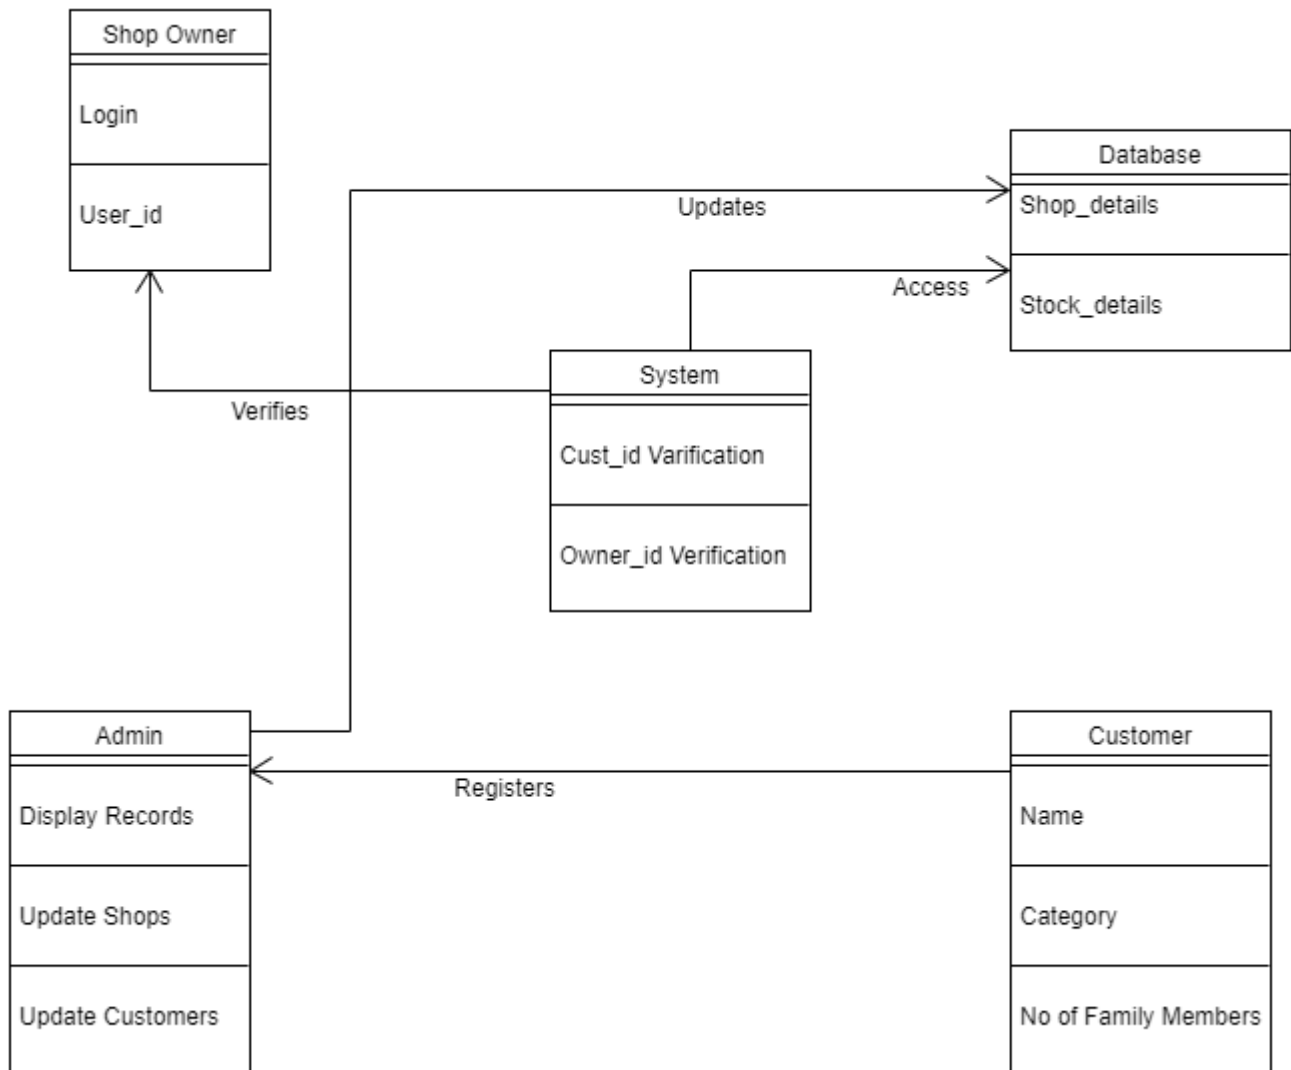 Shop Owner
Login
User_id
Database
Shop_details
Stock_details
Updates
Access
System
Cust_id Varification
Owner_id Verification
Verifies
Admin
Display Records
Update Shops
Update Customers
Registers
Customer
Name
Category
No of Family Members